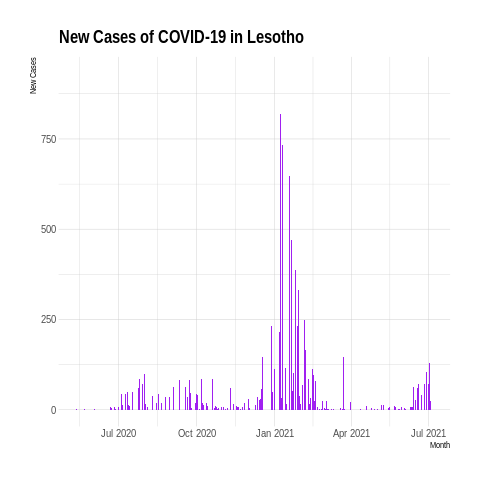 New Cases of COVID-19 in Lesotho
New Cases
750
500
250
0
Jul 2020 Oct 2020 Jan 2021 Apr 2021 Jul 2021
Month